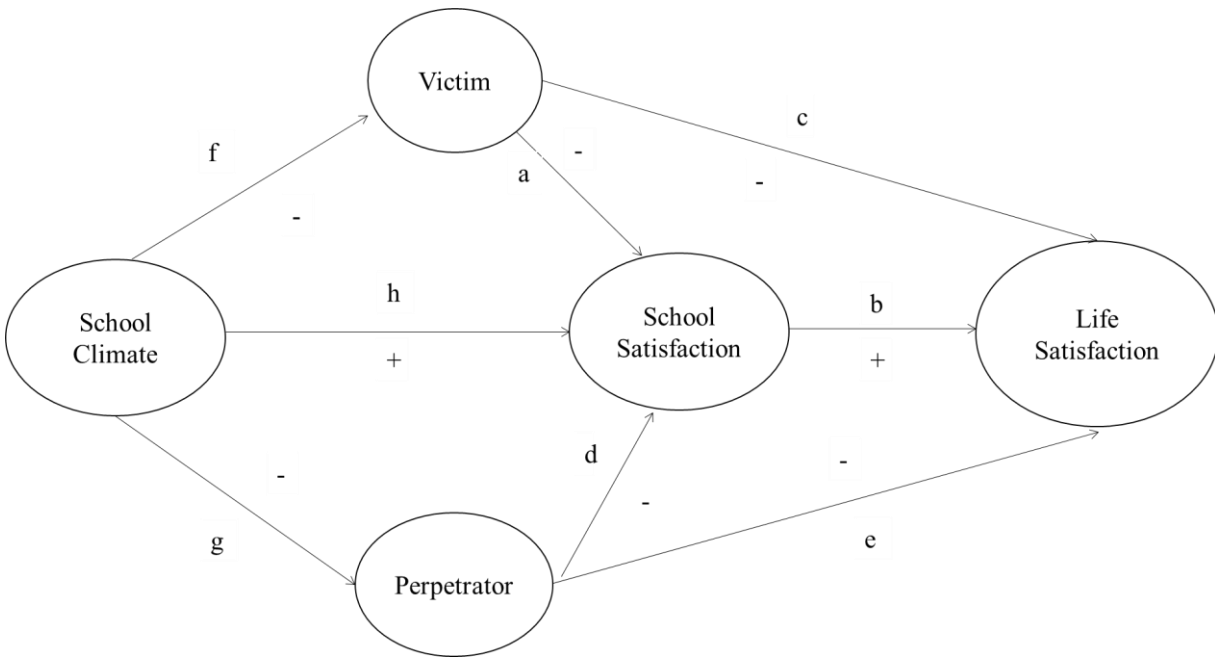 Victim
c
f
-
a
-
-
School
Climate
h
+
School
Satisfaction
b
+
Life
Satisfaction
-
g
d
-
-
e
Perpetrator